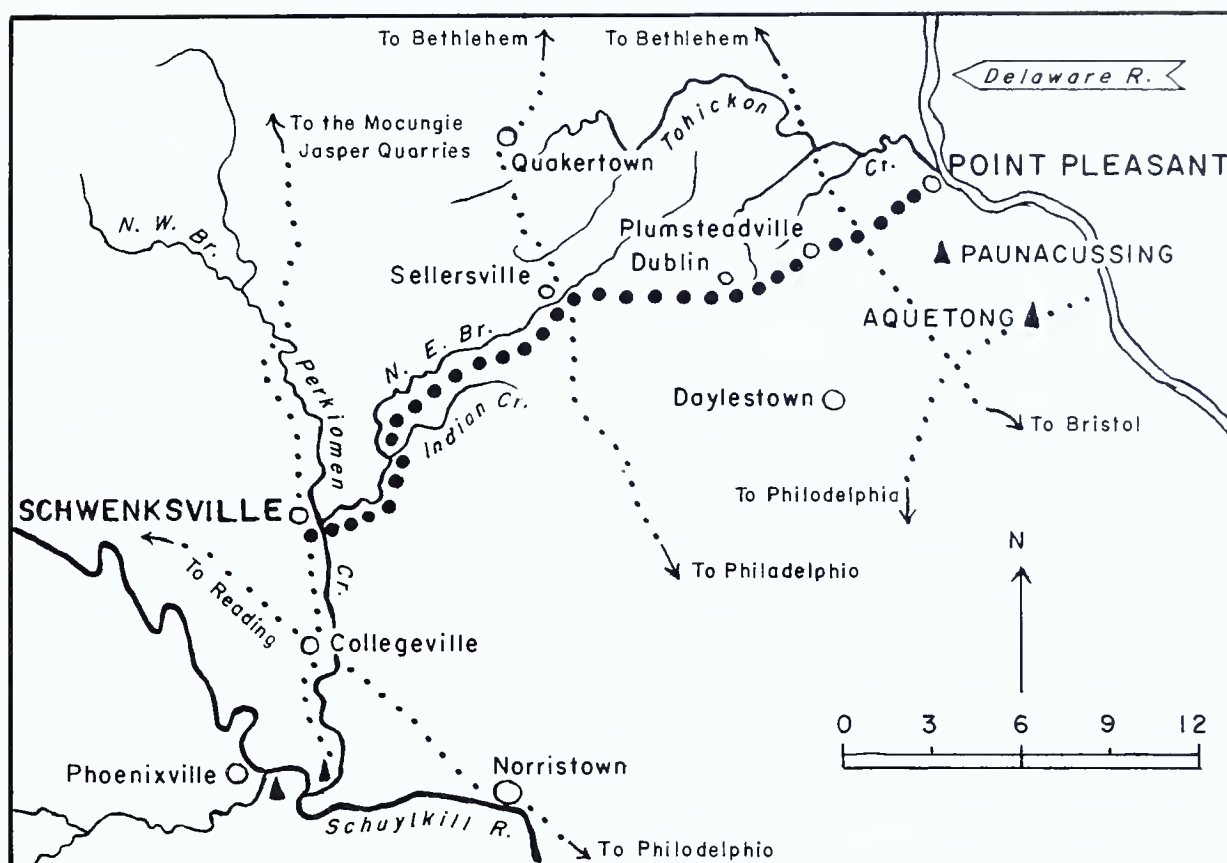 To Bethlehem
To Bethlehem
Delaware R.
To the Mocungie
Jasper Quarries
Quakertown
Tohickon
Cr.
POINT PLEASANT
N. W. Br.
Plumsteadville
PAUNACUSSING
Sellersville
Dublin
AQUETONG
N. E. Br.
Perkiomen
Indian Cr.
Daylestown
To Bristol
To Philodelphia
SCHWENKSVILLE
N
To Philadelphio
To Reading
Cr.
Collegeville
0 3 6 9 12
Phoenixville
Norristown
Schuylkill R.
To Philadelphio